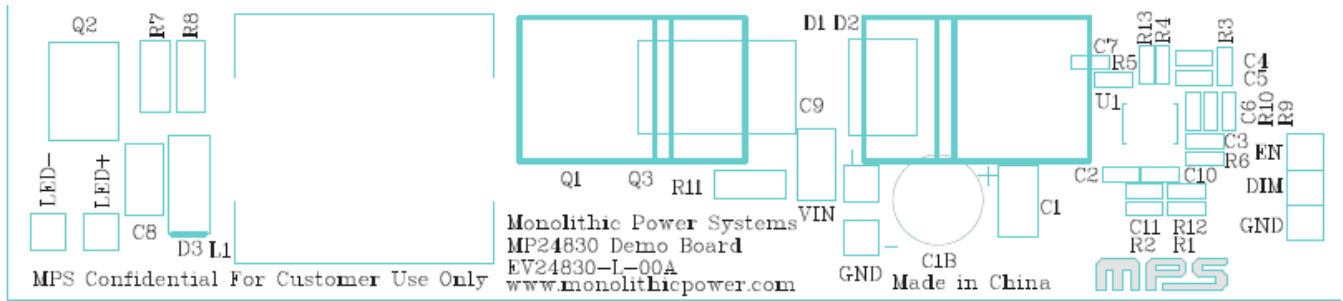 Q2
R7
R8
D1 D2
R13
R4
R3
C7
R5
C4
C5
U1
C9
C6
R10
R9
C3
R6
EN
LED-
LED+
Q1
Q3
R11
C2
C10
DIM
VIN
C1
C8
D3
L1
Monolithic Power Systems
MP24830 Demo Board
EV24830-L-00A
www.monolithicpower.com
MPS Confidential For Customer Use Only
+
+
-
GND
C1B
Made in China
C11
R12
R2
R1
GND
MPS